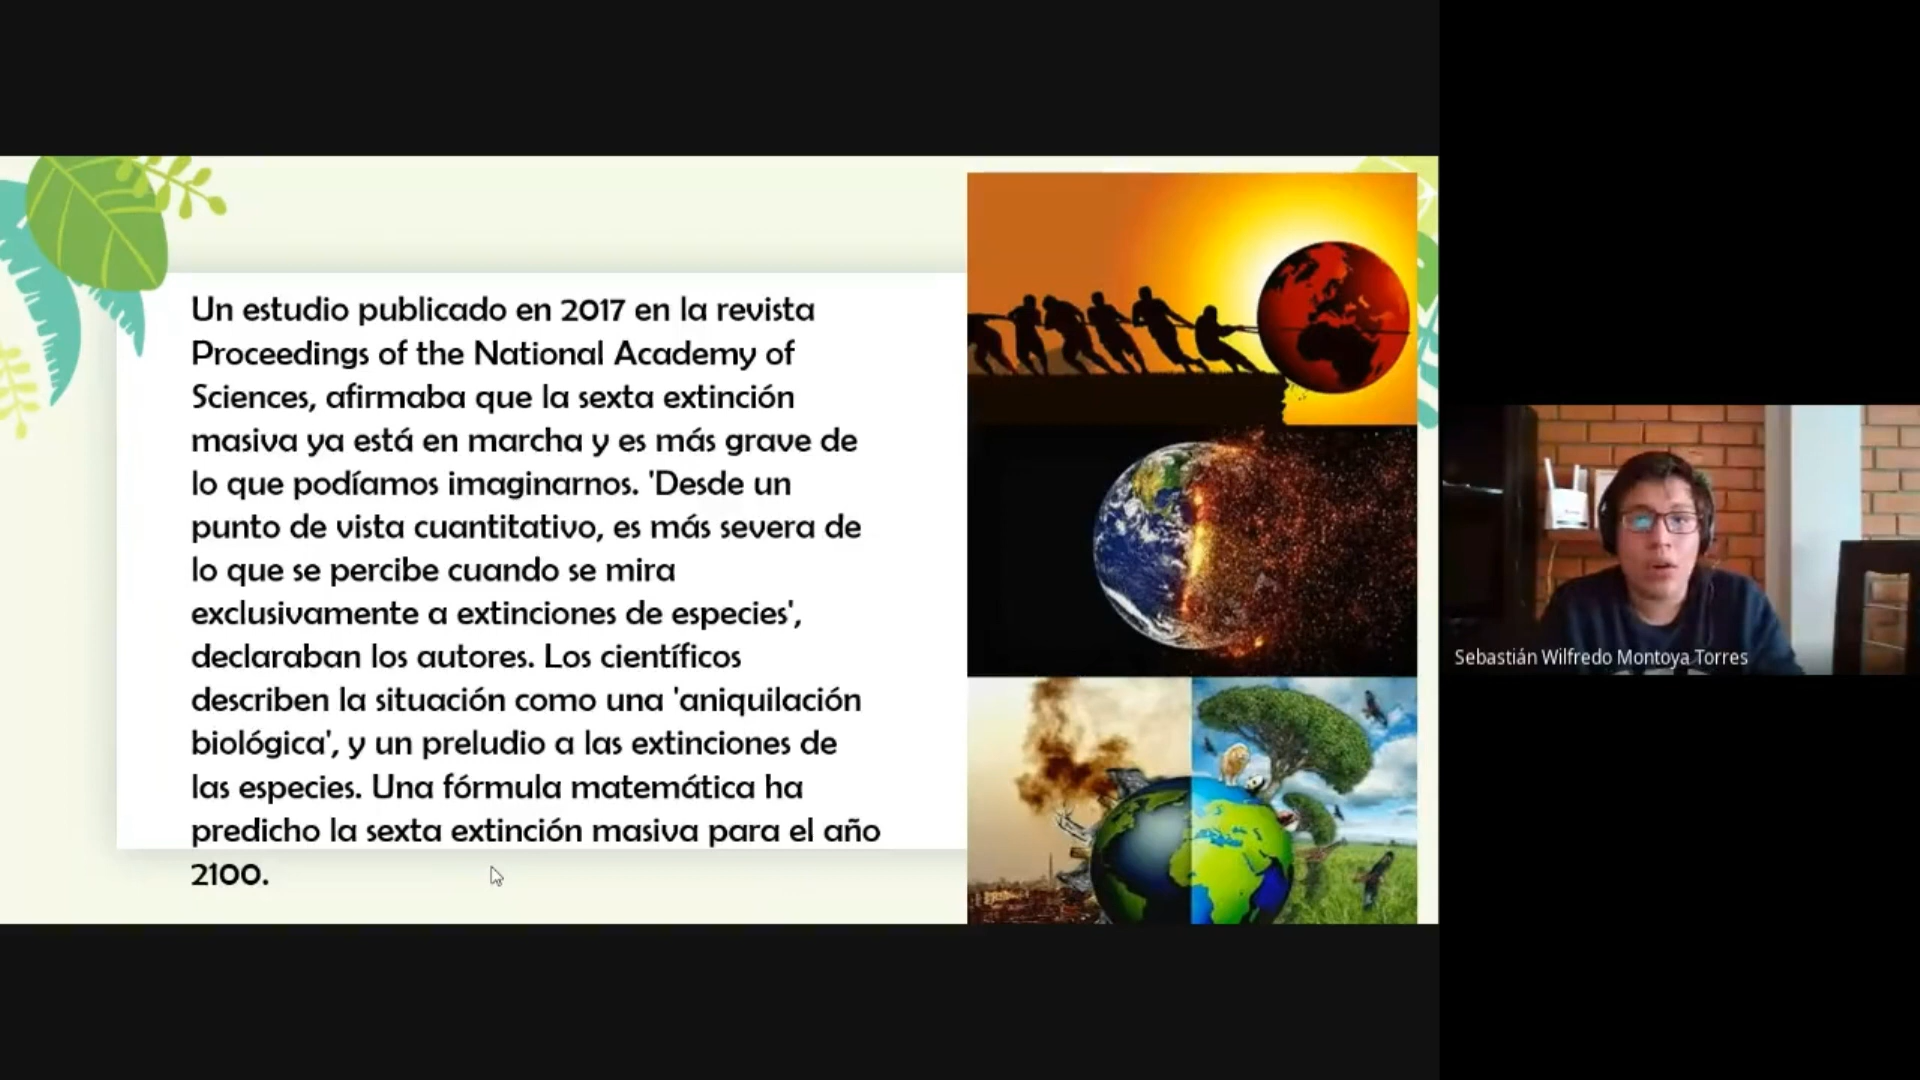 Un estudio publicado en 2017 en la revista
Proceedings of the National Academy of
Sciences, afirmaba que la sexta extinción
masiva ya está en marcha y es más grave de
lo que podíamos imaginarnos. 'Desde un
punto de vista cuantitativo, es más severa de
lo que se percibe cuando se mira
exclusivamente a extinciones de especies',
declaraban los autores. Los científicos
describen la situación como una 'aniquilación
biológica', y un preludio a las extinciones de
las especies. Una fórmula matemática ha
predicho la sexta extinción masiva para el año
2100.
Sebastián Wilfredo Montoya Torres